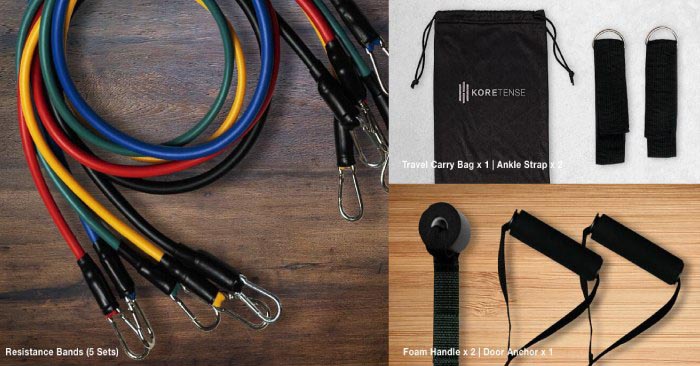 KORETENSE
Travel Carry Bag x 1 | Ankle Strap x 2
Resistance Bands (5 Sets)
Foam Handle x 2 | Door Anchor x 1